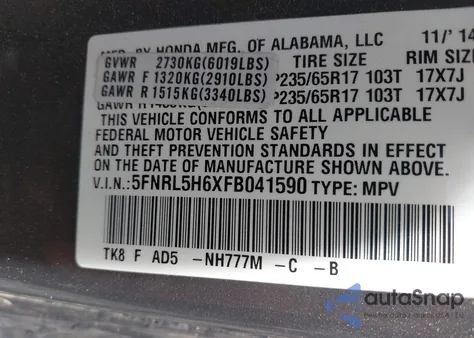 MFD. BY HONDA MFG. OF ALABAMA, LLC 11/'14
GVWR 2730KG(6019LBS) TIRE SIZE RIM SIZE
GAWR F 1320KG(2910LBS) P235/65R17 103T 17X7J
GAWR R 1515KG(3340LBS) P235/65R17 103T 17X7J
GAWR R
THIS VEHICLE CONFORMS TO ALL APPLICABLE
FEDERAL MOTOR VEHICLE SAFETY STANDARDS IN EFFECT
ON THE DATE OF MANUFACTURE SHOWN ABOVE.
V.I.N.: 5FNRL5H6XFB041590 TYPE: MPV
TK8 F AD5 -NH777M -C -B
autoSnap